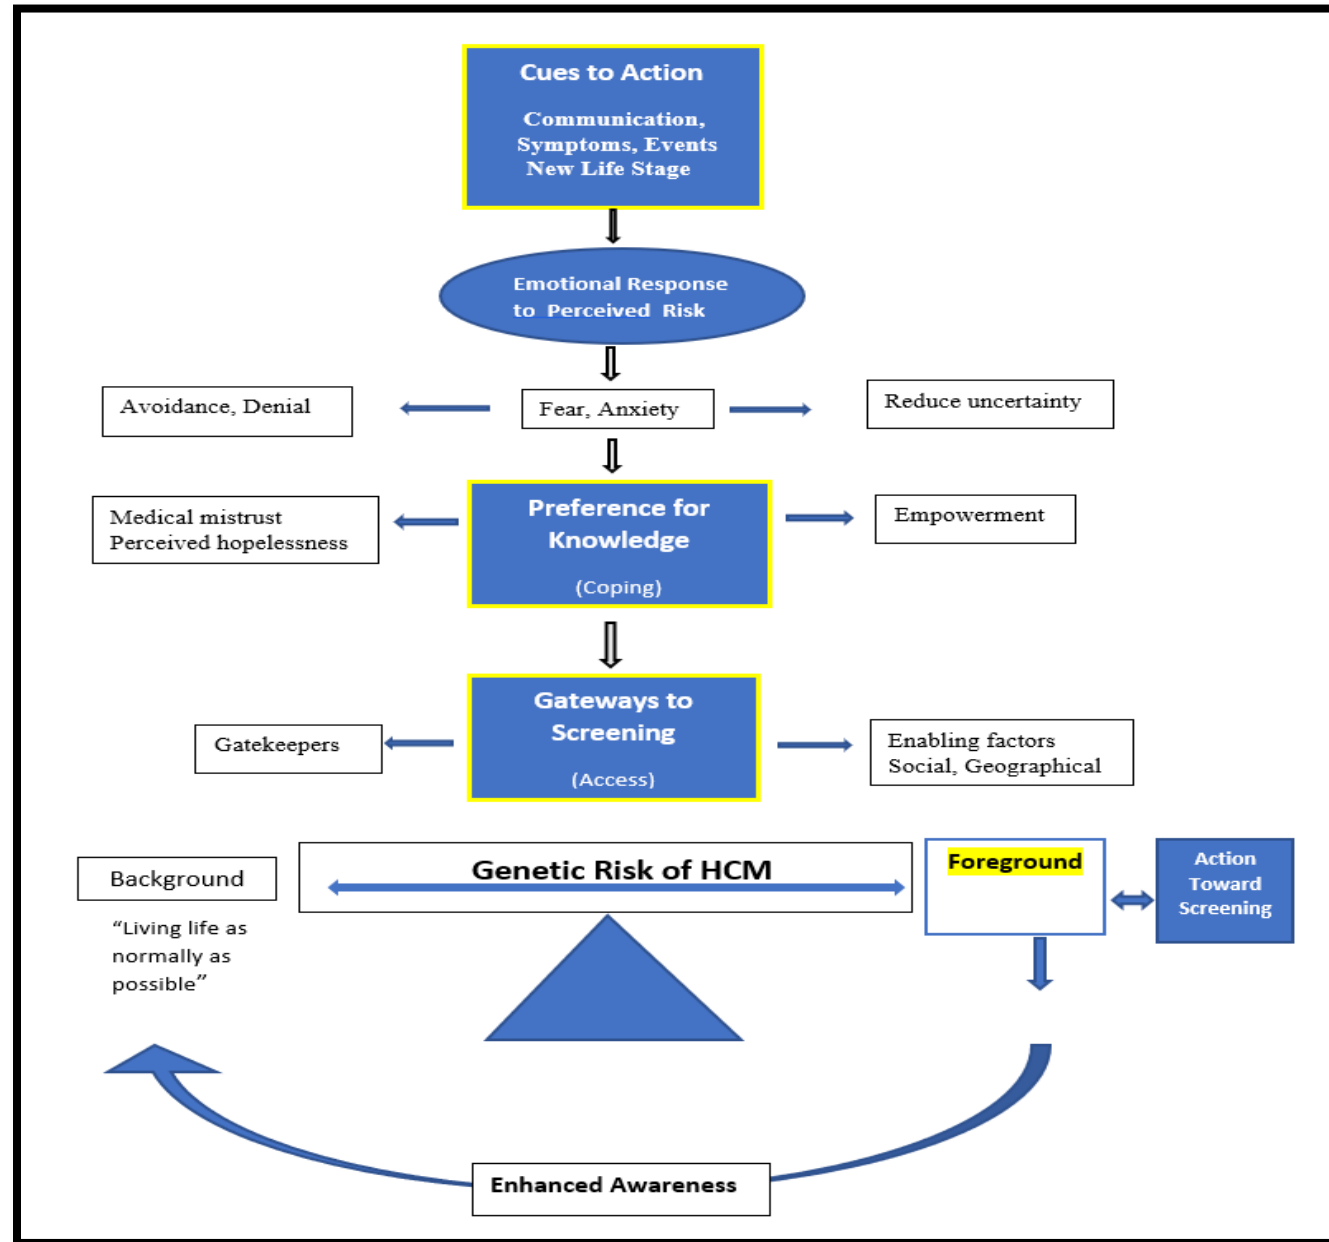 Cues to Action
Communication,
Symptoms, Events
New Life Stage
Emotional Response
to Perceived Risk
Avoidance, Denial
Fear, Anxiety
Reduce uncertainty
Medical mistrust
Perceived hopelessness
Preference for
Knowledge
(Coping)
Empowerment
Gatekeepers
Gateways to
Screening
(Access)
Enabling factors
Social, Geographical
Background
"Living life as
normally as
possible”
Genetic Risk of HCM
Foreground
Action
Toward
Screening
Enhanced Awareness